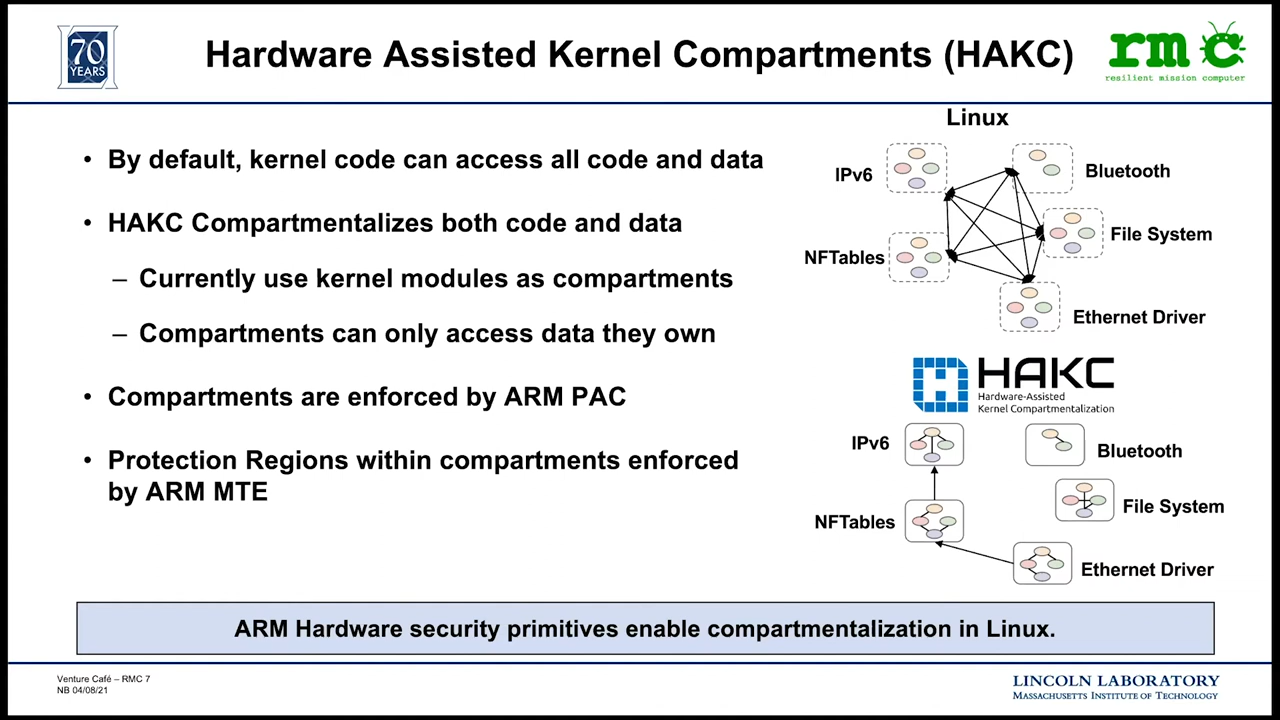 70
YEARS
Hardware Assisted Kernel Compartments (HAKC)
rmc
resilient mission computer
• By default, kernel code can access all code and data
• HAKC Compartmentalizes both code and data
– Currently use kernel modules as compartments
– Compartments can only access data they own
• Compartments are enforced by ARM PAC
• Protection Regions within compartments enforced
by ARM MTE
Linux
IPv6
Bluetooth
File System
NFTables
Ethernet Driver
HAKC
Hardware-Assisted
Kernel Compartmentalization
IPv6
Bluetooth
File System
NFTables
Ethernet Driver
ARM Hardware security primitives enable compartmentalization in Linux.
Venture Café – RMC 7
NB 04/08/21
LINCOLN LABORATORY
MASSACHUSETTS INSTITUTE OF TECHNOLOGY